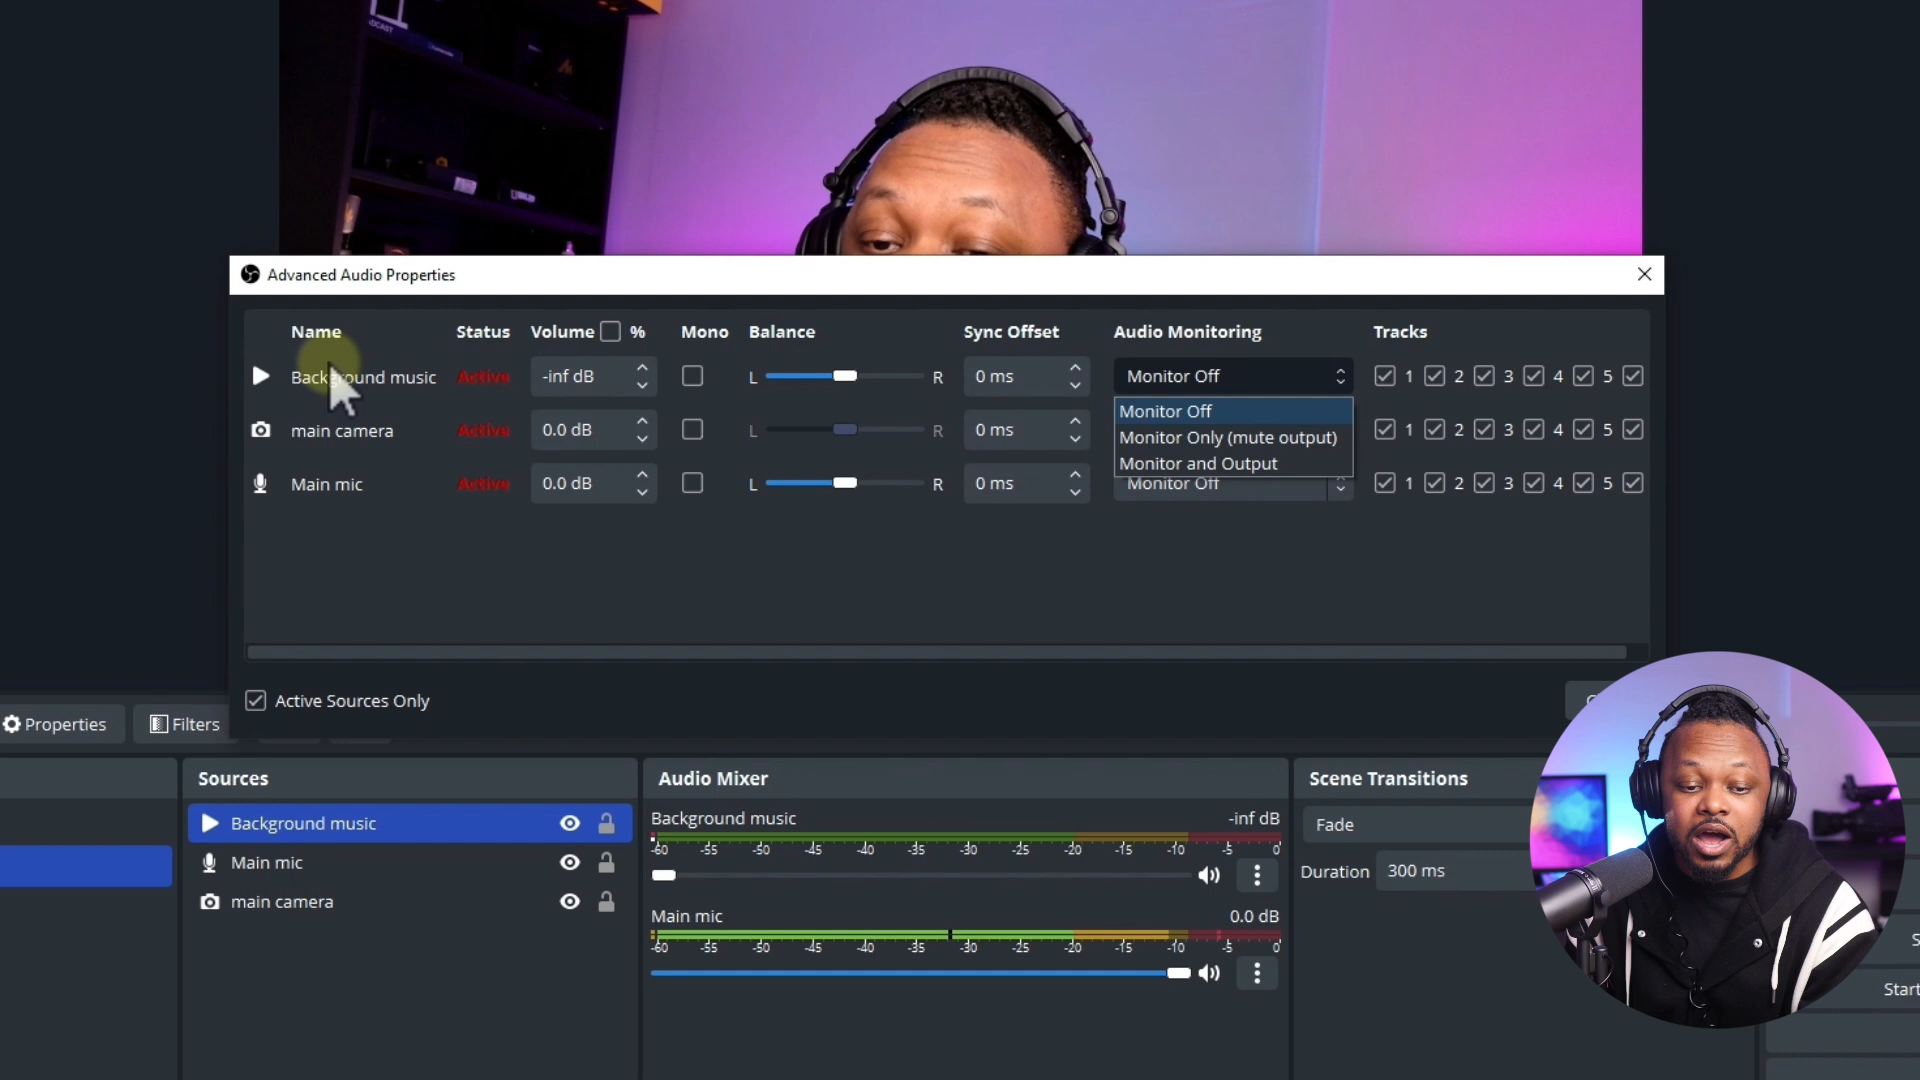 Advanced Audio Properties
Name Status Volume % Mono Balance Sync Offset Audio Monitoring Tracks
Background music Active -inf dB L R 0 ms Monitor Off 1 2 3 4 5
Monitor Off
main camera Active 0.0 dB L R 0 ms 1 2 3 4 5
Monitor Only (mute output)
Monitor and Output
Main mic Active 0.0 dB L R 0 ms Monitor Off 1 2 3 4 5
Active Sources Only
Properties Filters
Sources
Background music
Main mic
main camera
Audio Mixer
Background music -inf dB
-60 -55 -50 -45 -40 -35 -30 -25 -20 -15 -10 -5 0
Main mic 0.0 dB
-60 -55 -50 -45 -40 -35 -30 -25 -20 -15 -10 -5 0
Scene Transitions
Fade
Duration 300 ms
Start